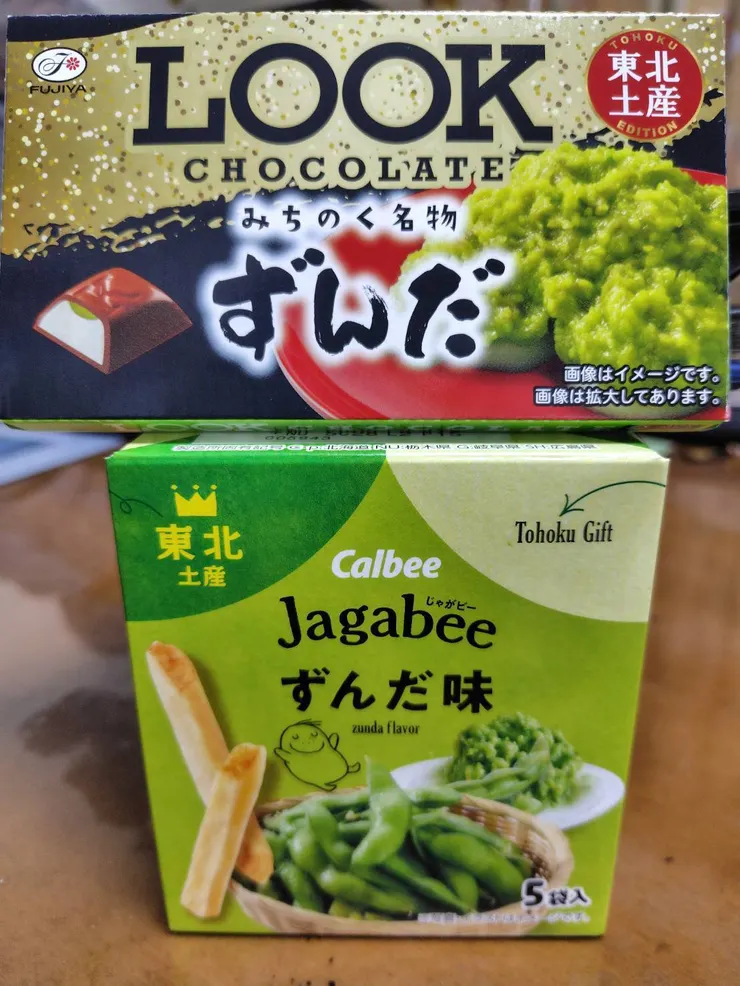 FUJIYA
LOOK
CHOCOLATE
TOHOKU
東北
土産
EDITION
みちのく名物
ずんだ
画像はイメージです。
画像は拡大してあります。
008943
東北
土産
Tohoku Gift
Calbee
じゃがビー
Jagabee
ずんだ味
zunda flavor
5袋入